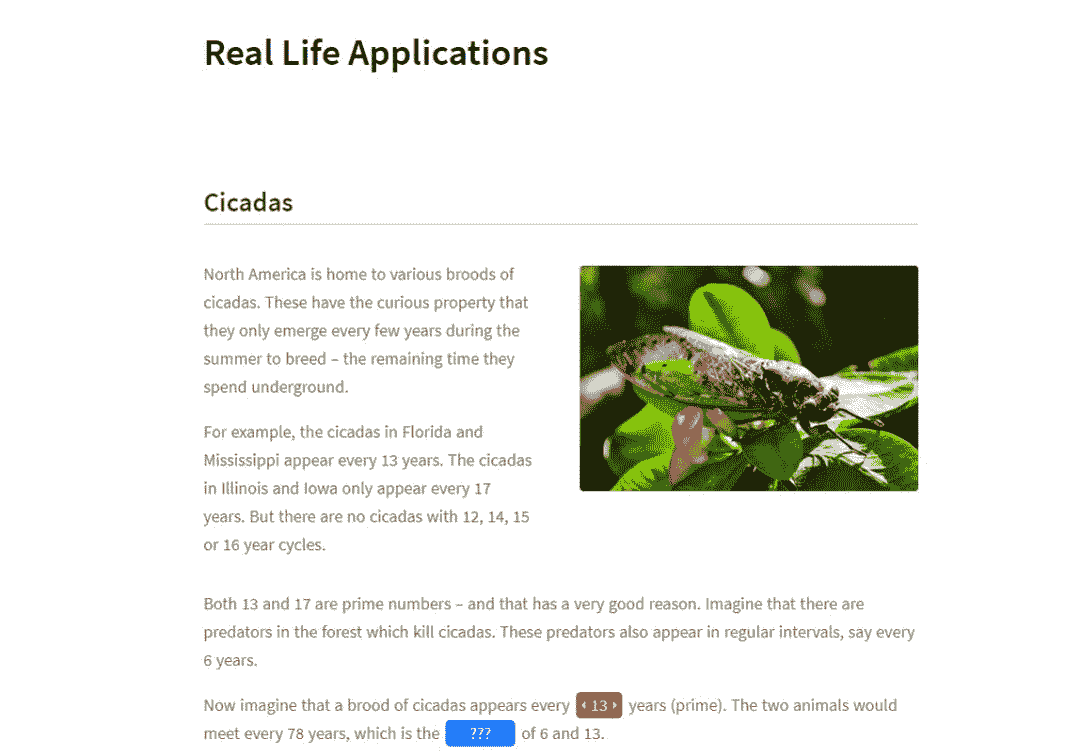 Real Life Applications
Cicadas
North America is home to various broods of
cicadas. These have the curious property that
they only emerge every few years during the
summer to breed – the remaining time they
spend underground.
For example, the cicadas in Florida and
Mississippi appear every 13 years. The cicadas
in Illinois and Iowa only appear every 17
years. But there are no cicadas with 12, 14, 15
or 16 year cycles.
Both 13 and 17 are prime numbers – and that has a very good reason. Imagine that there are
predators in the forest which kill cicadas. These predators also appear in regular intervals, say every
6 years.
Now imagine that a brood of cicadas appears every 13 years (prime). The two animals would
meet every 78 years, which is the ??? of 6 and 13.